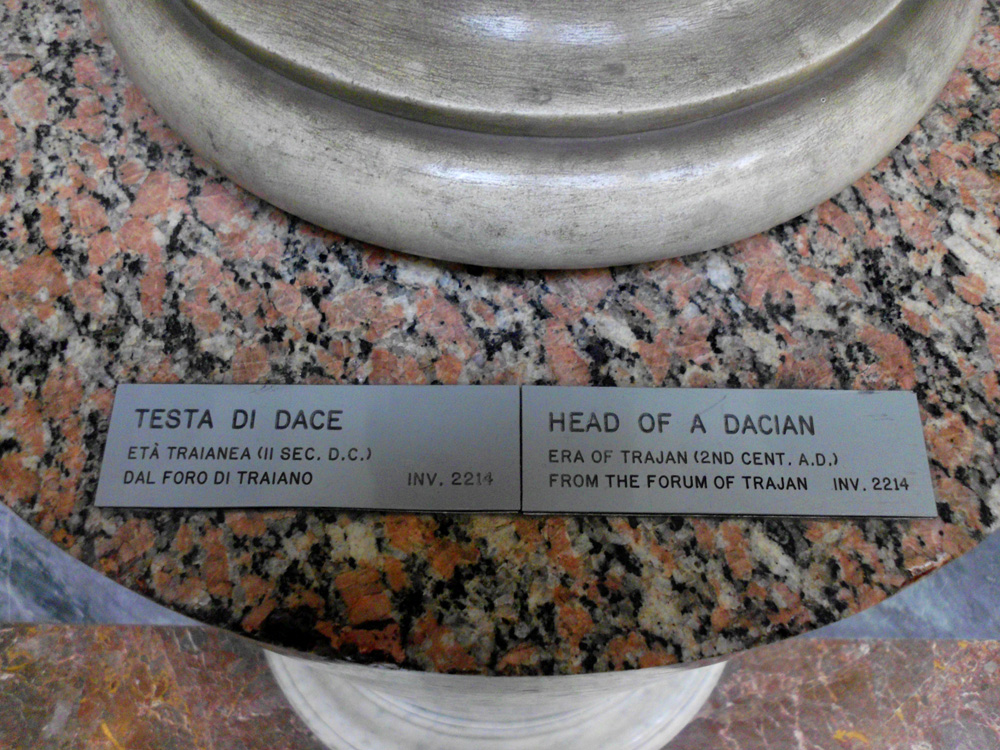 TESTA DI DACE
ETÀ TRAIANEA (II SEC. D.C.)
DAL FORO DI TRAIANO INV. 2214
HEAD OF A DACIAN
ERA OF TRAJAN (2ND CENT. A.D.)
FROM THE FORUM OF TRAJAN INV. 2214